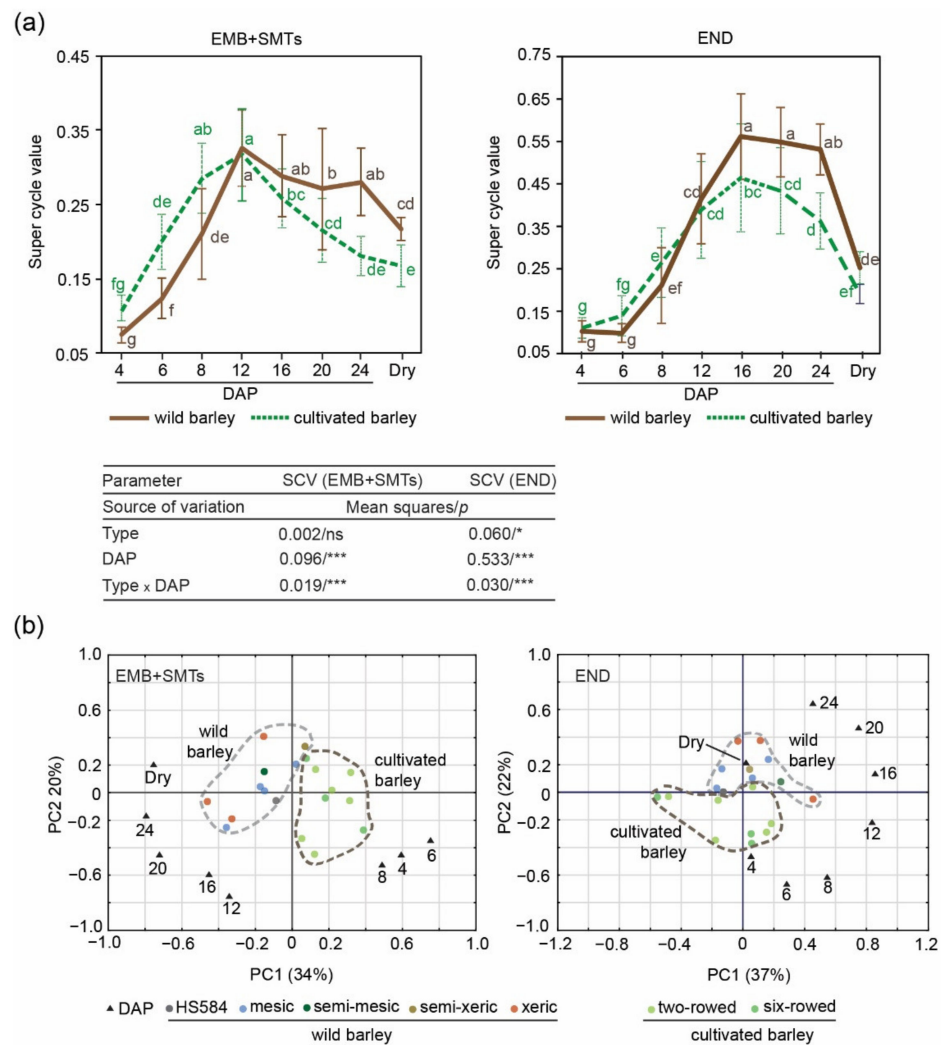 (a)
EMB+SMTs
END
Super cycle value
0.45
0.35
0.25
0.15
0.05
fg
de
ab
a
a
ab
b
ab
cd
bc
cd
de
e
de
f
g
4 6 8 12 16 20 24 Dry
DAP
wild barley cultivated barley
Super cycle value
0.75
0.65
0.55
0.45
0.35
0.25
0.15
0.05
g
fg
e
cd
a
a
ab
de
cd
bc
cd
d
ef
ef
g
g
4 6 8 12 16 20 24 Dry
DAP
wild barley cultivated barley
Parameter SCV (EMB+SMTs) SCV (END)
Source of variation Mean squares/p
Type 0.002/ns 0.060/*
DAP 0.096/*** 0.533/***
Type x DAP 0.019/*** 0.030/***
(b)
EMB+SMTs
PC2 20%)
1.0
0.6
0.2
0
−0.2
−0.6
−1.0
wild
barley
cultivated
barley
Dry
24
20
16
12
8
4
6
−1.0 −0.6 −0.2 0 0.2 0.6 1.0
PC1 (34%)
END
PC2 (22%)
1.0
0.6
0.2
0
−0.2
−0.6
−1.0
24
20
16
12
Dry
wild
barley
cultivated
barley
4
6
8
−1.2 −0.8 −0.4 0 0.4 0.8 1.2
PC1 (37%)
DAP HS584 mesic semi-mesic semi-xeric xeric two-rowed six-rowed
wild barley cultivated barley